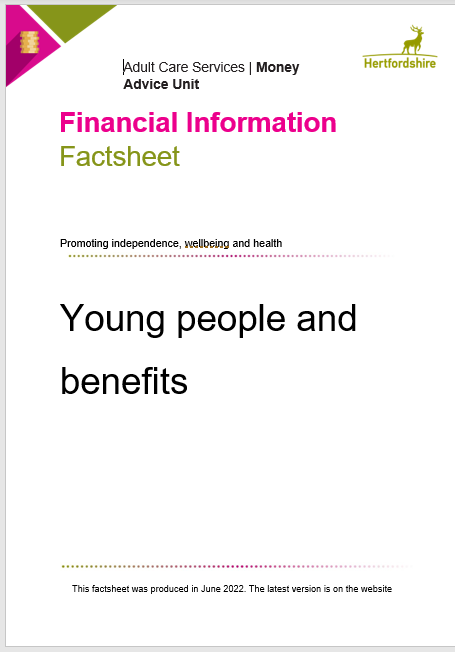 Adult Care Services | Money
Advice Unit
Hertfordshire
Financial Information
Factsheet
Promoting independence, wellbeing and health
Young people and
benefits
This factsheet was produced in June 2022. The latest version is on the website